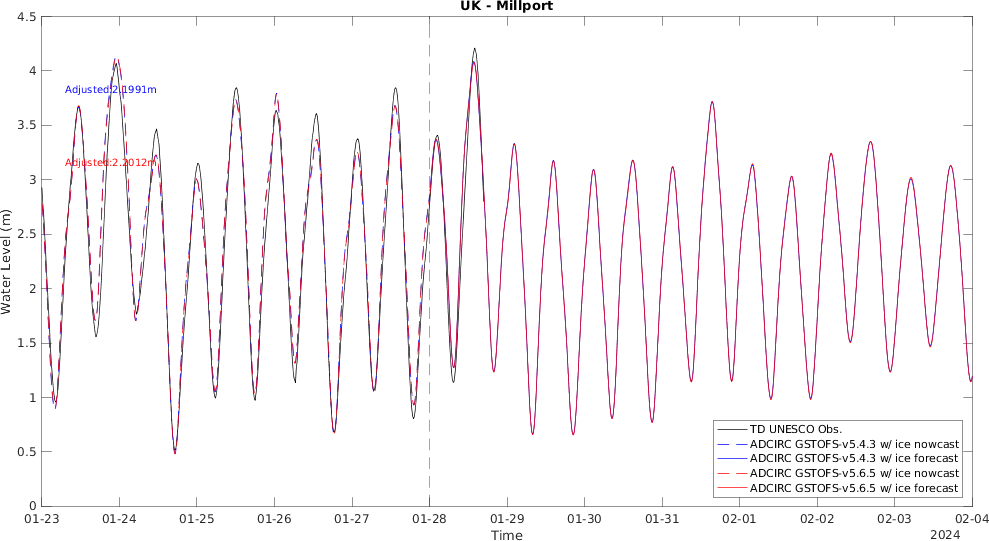 UK - Millport
4.5
4
3.5
3
2.5
2
1.5
1
0.5
0
Water Level (m)
Adjusted:2.1991m
Adjusted:2.2012m
TD UNESCO Obs.
ADCIRC GSTOFS-v5.4.3 w/ ice nowcast
ADCIRC GSTOFS-v5.4.3 w/ ice forecast
ADCIRC GSTOFS-v5.6.5 w/ ice nowcast
ADCIRC GSTOFS-v5.6.5 w/ ice forecast
01-23 01-24 01-25 01-26 01-27 01-28 01-29 01-30 01-31 02-01 02-02 02-03 02-04
Time
2024